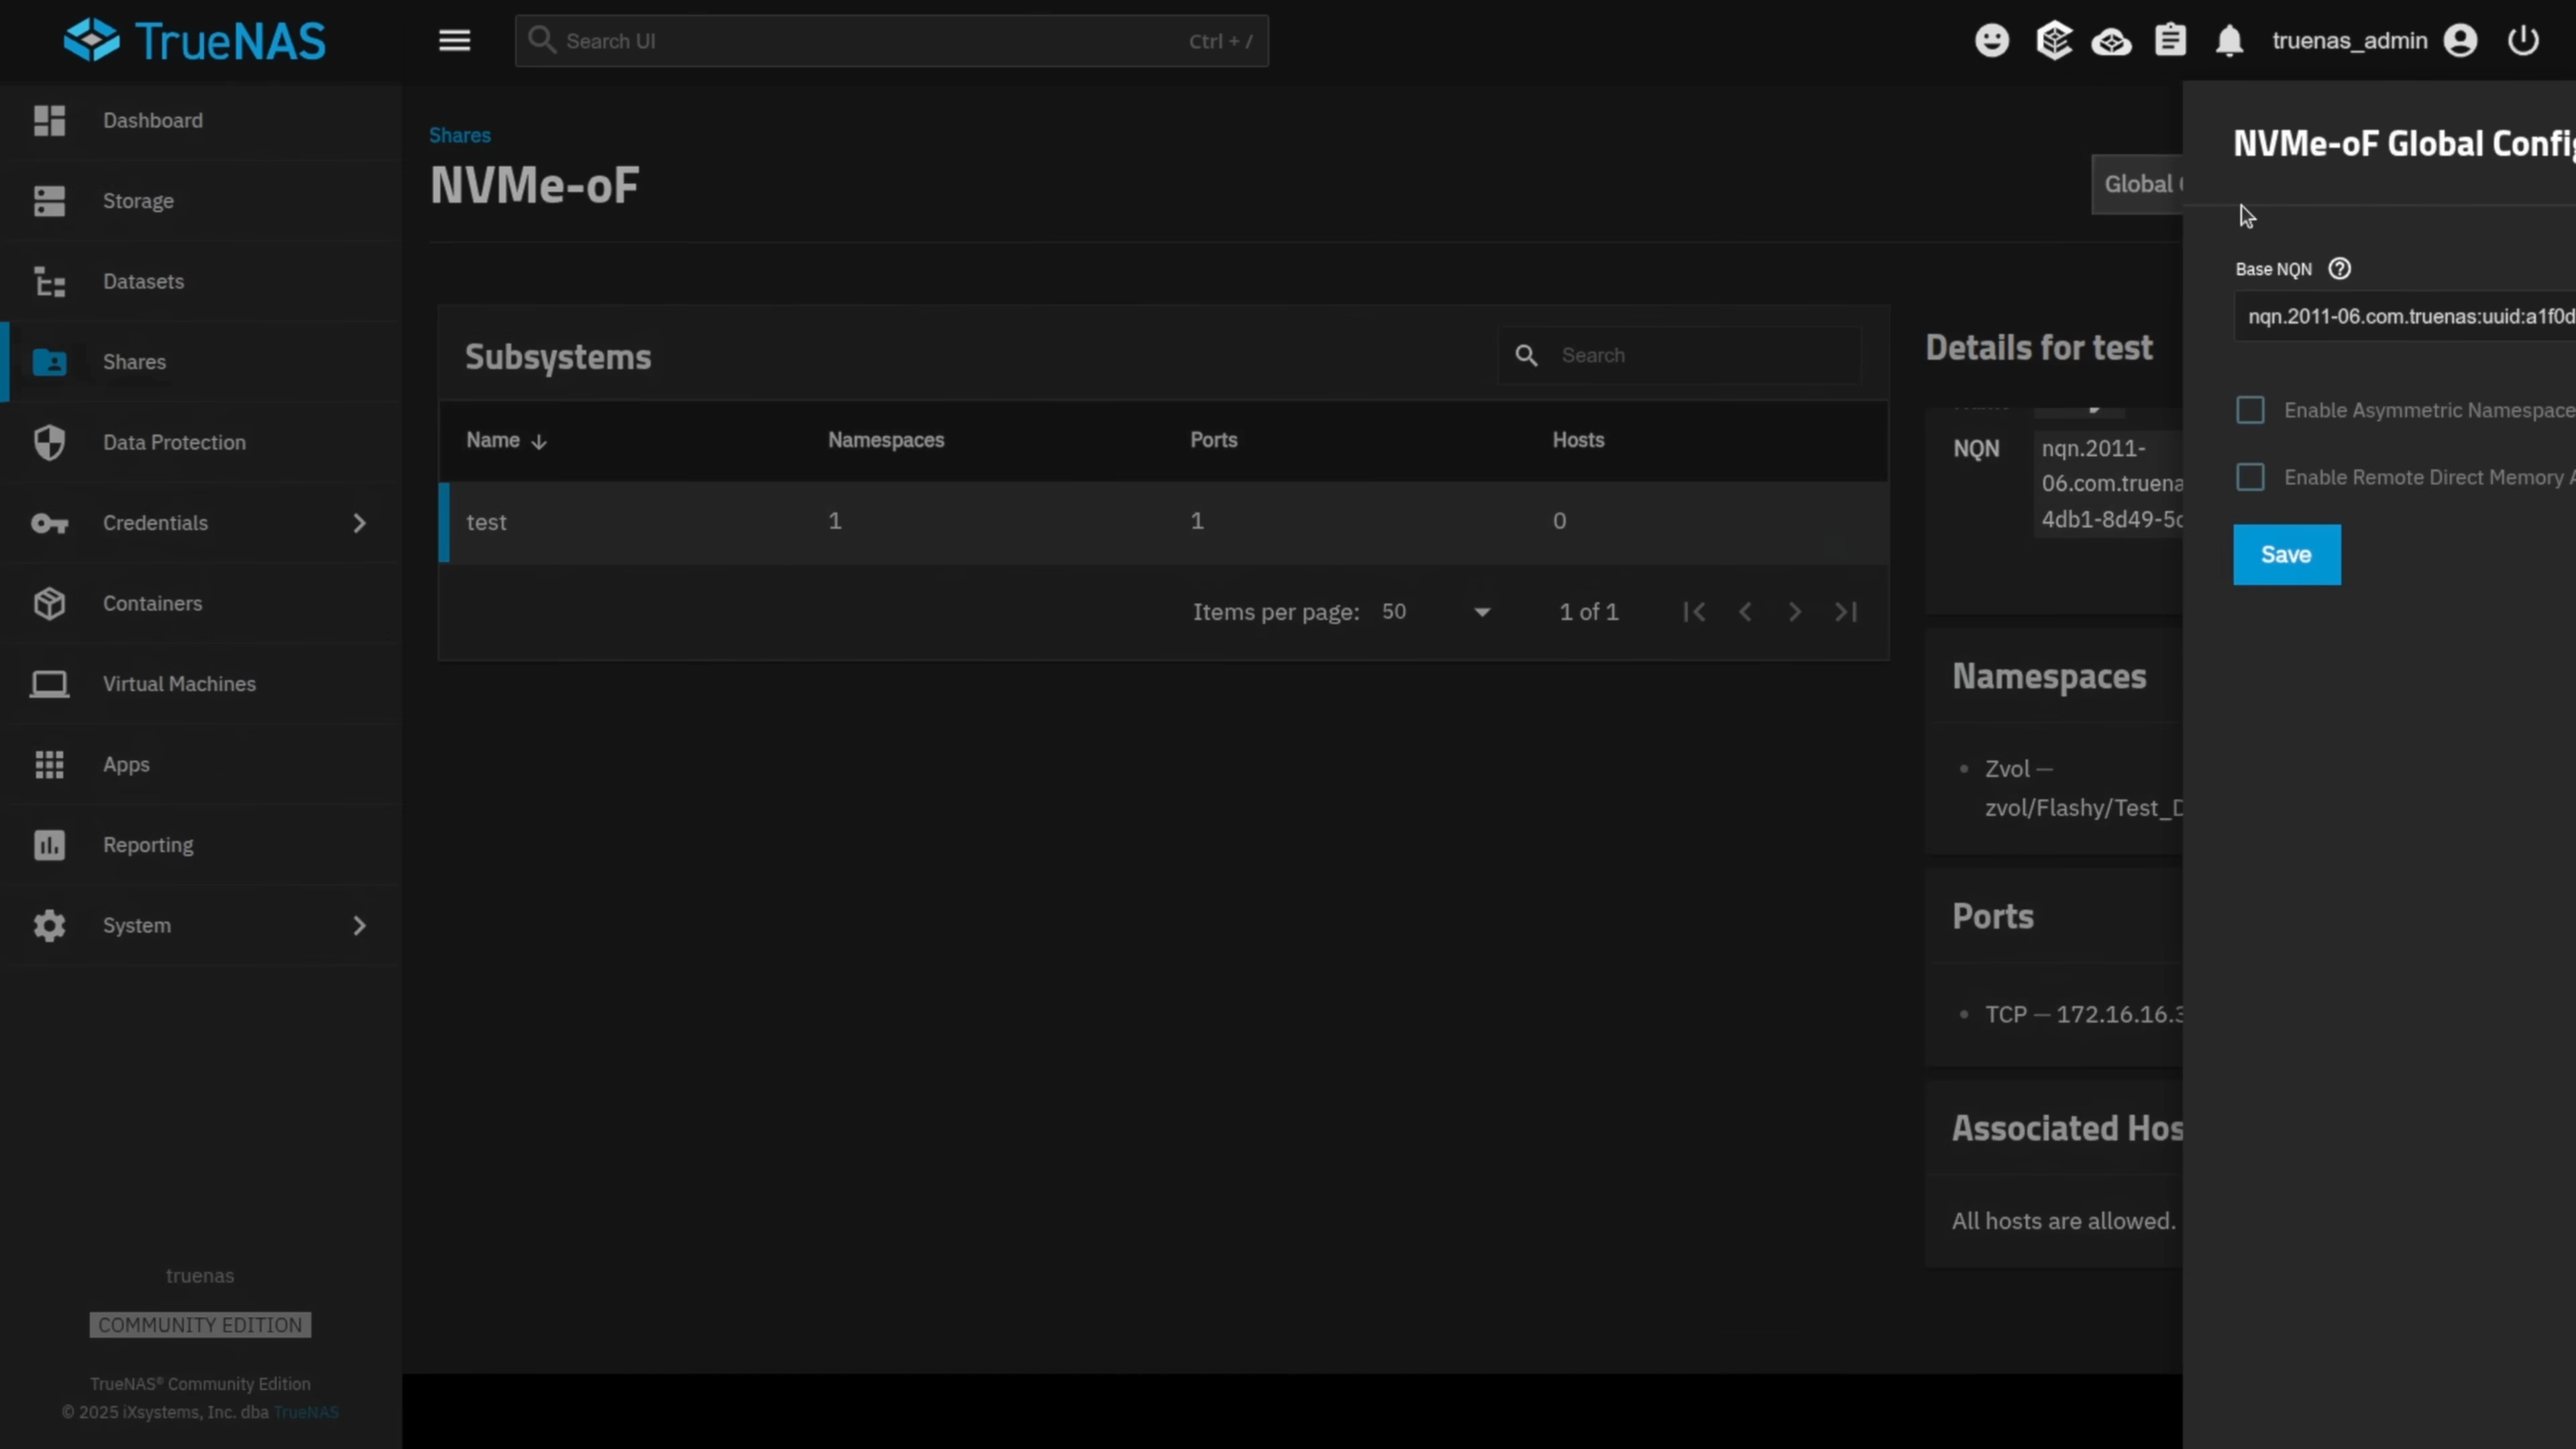 TrueNAS
Search UI
Ctrl + /
truenas_admin
Dashboard
Storage
Datasets
Shares
Data Protection
Credentials
Containers
Virtual Machines
Apps
Reporting
System
truenas
COMMUNITY EDITION
TrueNAS® Community Edition
© 2025 iXsystems, Inc. dba TrueNAS
Shares
NVMe-oF
Global
Subsystems
Search
Name
Namespaces
Ports
Hosts
test
1
1
0
Items per page: 50
1 of 1
Details for test
NQN
nqn.2011-
06.com.truena
4db1-8d49-5c
Namespaces
Zvol —
zvol/Flashy/Test_D
Ports
TCP — 172.16.16.3
Associated Hos
All hosts are allowed.
NVMe-oF Global Config
Base NQN
nqn.2011-06.com.truenas:uuid:a1f0d
Enable Asymmetric Namespace
Enable Remote Direct Memory A
Save